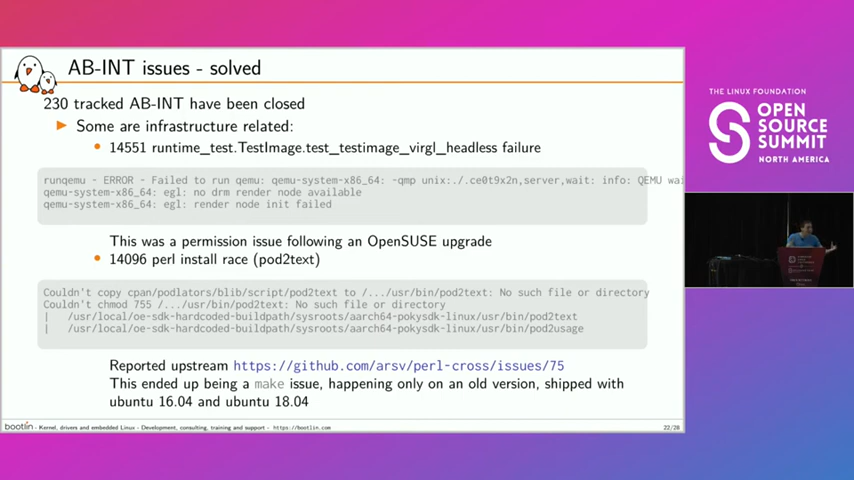 AB-INT issues - solved
230 tracked AB-INT have been closed
Some are infrastructure related:
14551 runtime_test.TestImage.test_testimage_virgl_headless failure
runqemu - ERROR - Failed to run qemu: qemu-system-x86_64: -qmp unix:./.ce0t9x2n,server,wait: info: QEMU wai
qemu-system-x86_64: egl: no drm render node available
qemu-system-x86_64: egl: render node init failed
This was a permission issue following an OpenSUSE upgrade
14096 perl install race (pod2text)
Couldn't copy cpan/podlators/blib/script/pod2text to /.../usr/bin/pod2text: No such file or directory
Couldn't chmod 755 /.../usr/bin/pod2text: No such file or directory
| /usr/local/oe-sdk-hardcoded-buildpath/sysroots/aarch64-pokysdk-linux/usr/bin/pod2text
| /usr/local/oe-sdk-hardcoded-buildpath/sysroots/aarch64-pokysdk-linux/usr/bin/pod2usage
Reported upstream https://github.com/arsv/perl-cross/issues/75
This ended up being a make issue, happening only on an old version, shipped with
ubuntu 16.04 and ubuntu 18.04
bootlin - Kernel, drivers and embedded Linux - Development, consulting, training and support - https://bootlin.com
22/28
THE LINUX FOUNDATION
OPEN
SOURCE
SUMMIT
NORTH AMERICA